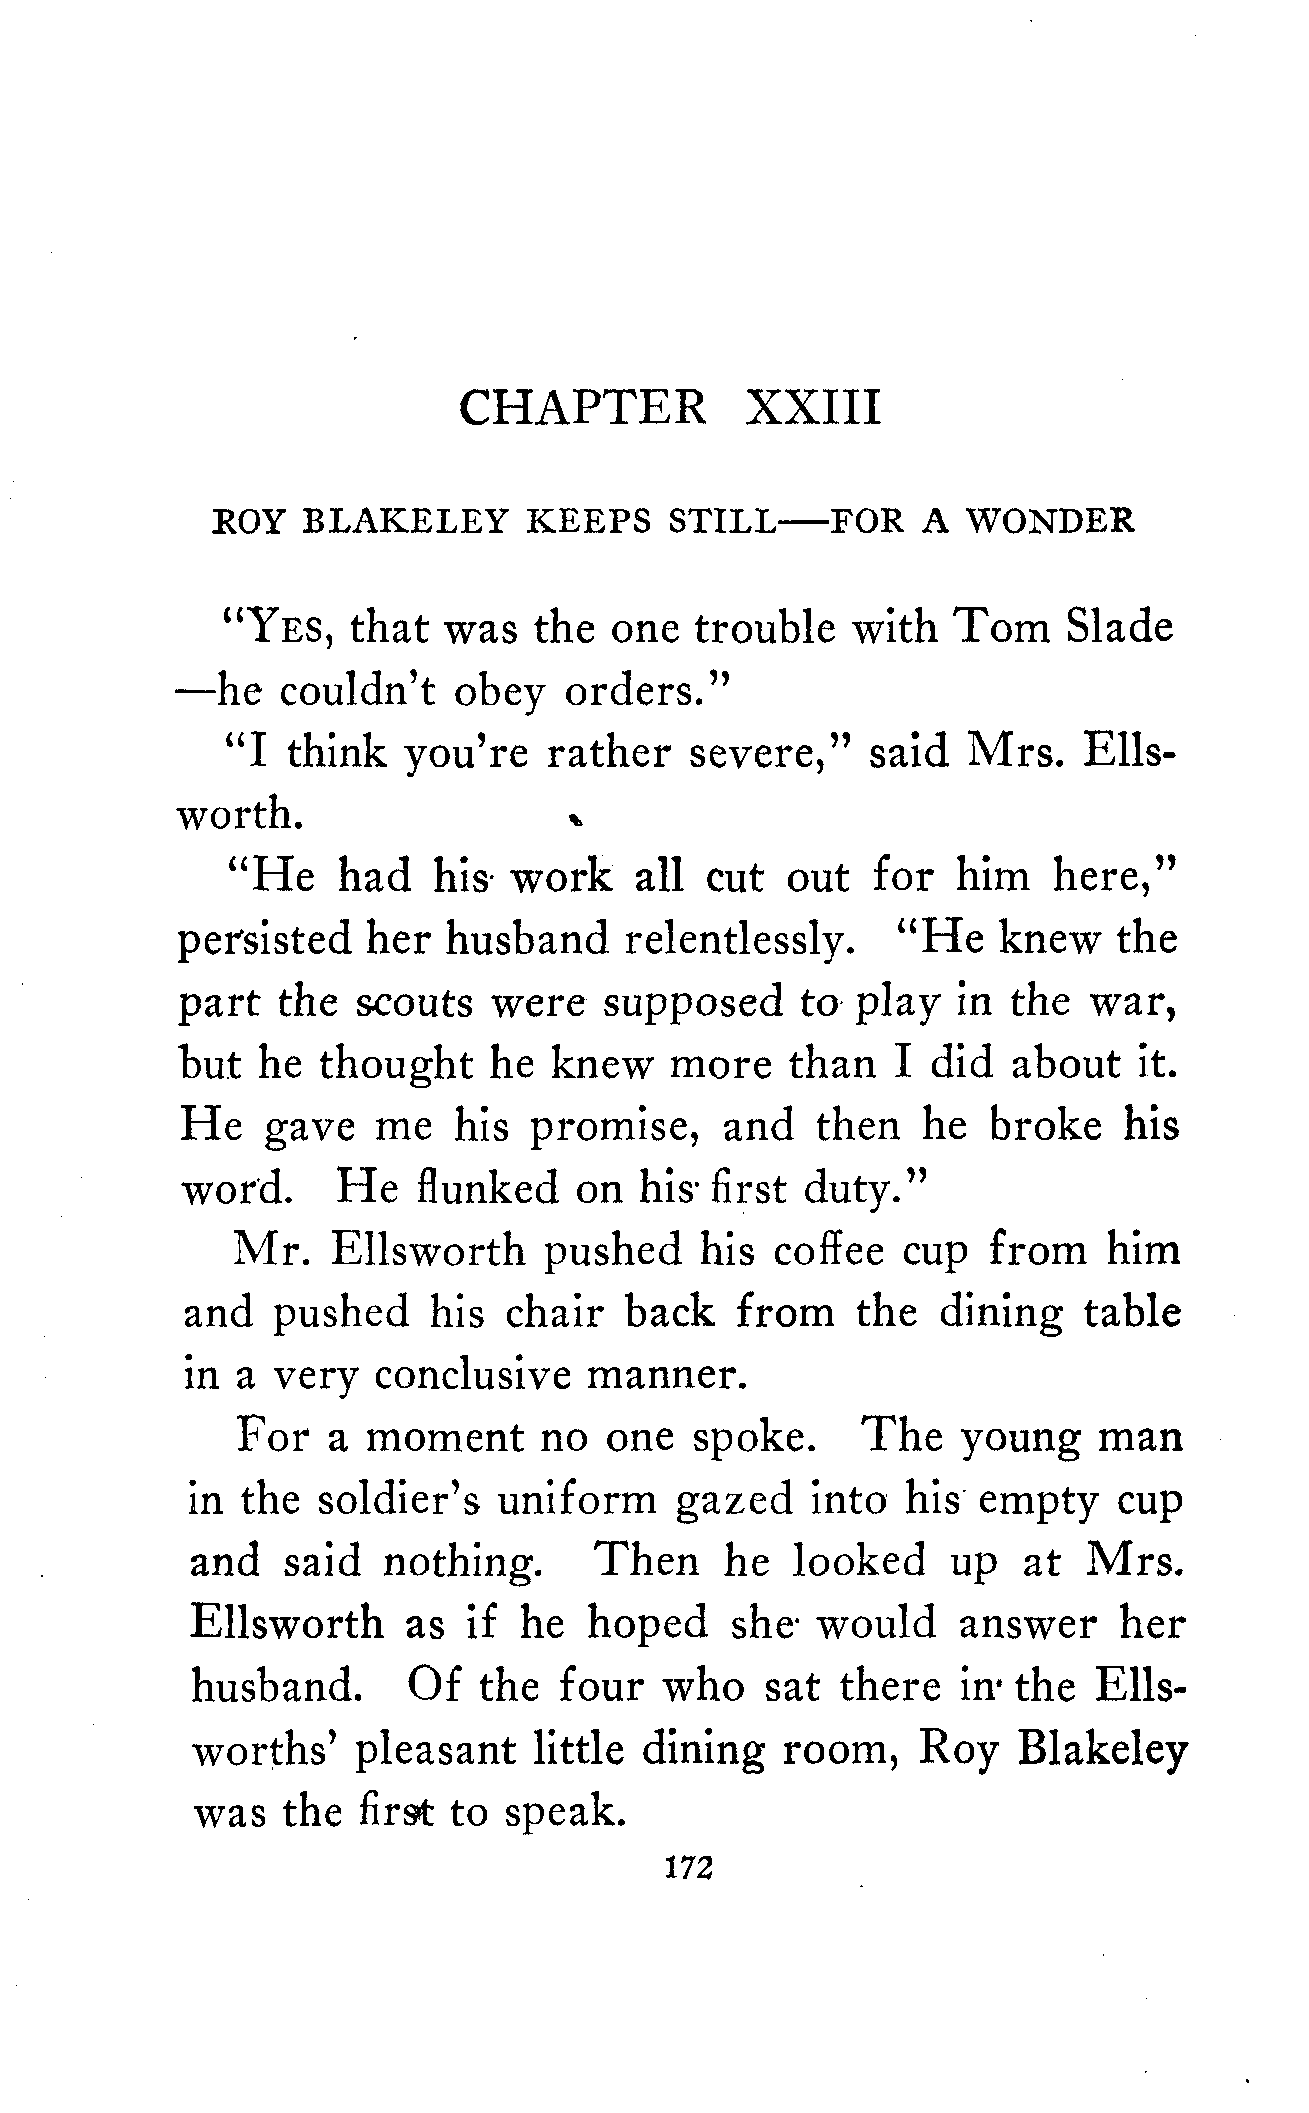 CHAPTER XXIII
ROY BLAKELEY KEEPS STILL—FOR A WONDER
"YES, that was the one trouble with Tom Slade
—he couldn't obey orders."
"I think you're rather severe," said Mrs. Ells-
worth.
"He had his work all cut out for him here,"
persisted her husband relentlessly. "He knew the
part the scouts were supposed to play in the war,
but he thought he knew more than I did about it.
He gave me his promise, and then he broke his
word. He flunked on his first duty."
Mr. Ellsworth pushed his coffee cup from him
and pushed his chair back from the dining table
in a very conclusive manner.
For a moment no one spoke. The young man
in the soldier's uniform gazed into his empty cup
and said nothing. Then he looked up at Mrs.
Ellsworth as if he hoped she would answer her
husband. Of the four who sat there in the Ells-
worths' pleasant little dining room, Roy Blakeley
was the first to speak.
172